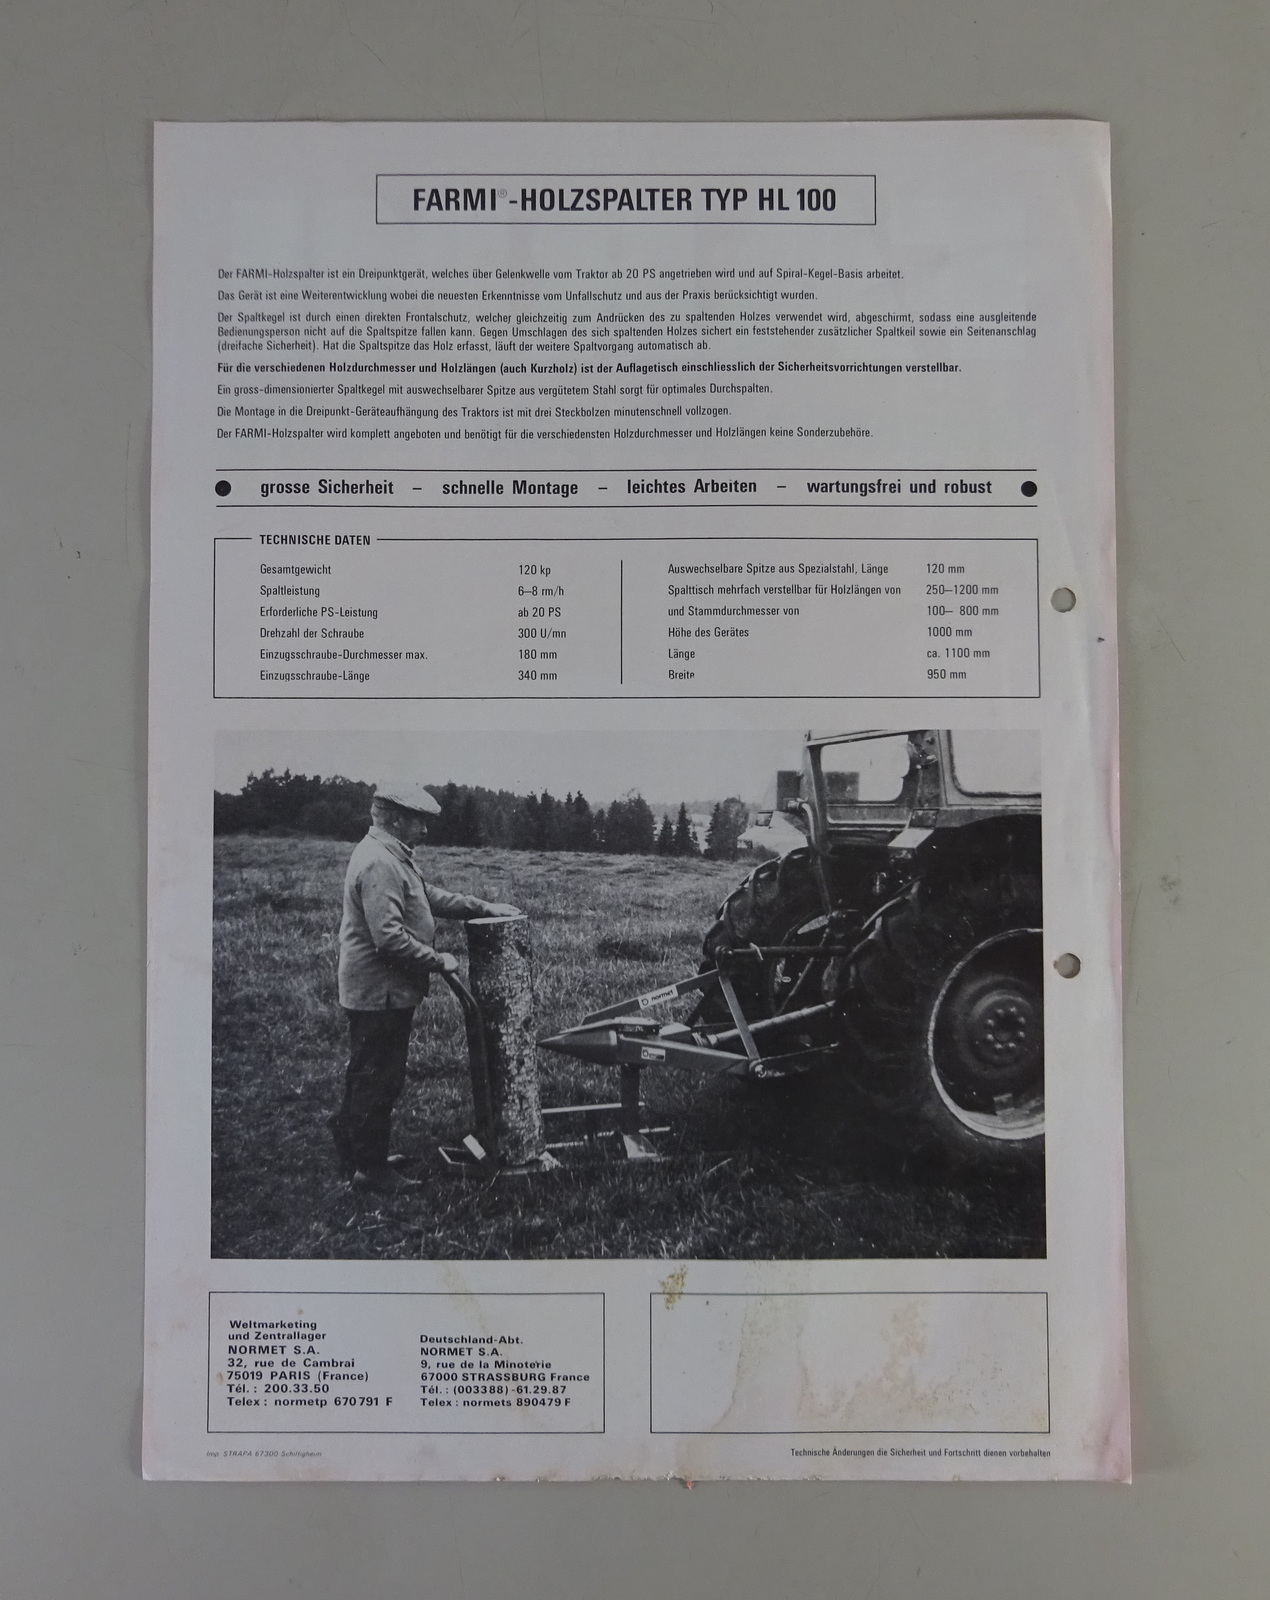 FARMI®-HOLZSPALTER TYP HL 100
Der FARMI-Holzspalter ist ein Dreipunktgerät, welches über Gelenkwelle vom Traktor ab 20 PS angetrieben wird und auf Spiral-Kegel-Basis arbeitet.
Das Gerät ist eine Weiterentwicklung wobei die neuesten Erkenntnisse vom Unfallschutz und aus der Praxis berücksichtigt wurden.
Der Spaltkegel ist durch einen direkten Frontalschutz, welcher gleichzeitig zum Andrücken des zu spaltenden Holzes verwendet wird, abgeschirmt, sodass eine ausgleitende
Bedienungsperson nicht auf die Spaltspitze fallen kann. Gegen Umschlagen des sich spaltenden Holzes sichert ein feststehender zusätzlicher Spaltkeil sowie ein Seitenanschlag
(dreifache Sicherheit). Hat die Spaltspitze das Holz erfasst, läuft der weitere Spaltvorgang automatisch ab.
Für die verschiedenen Holzdurchmesser und Holzlängen (auch Kurzholz) ist der Auflagetisch einschliesslich der Sicherheitsvorrichtungen verstellbar.
Ein gross-dimensionierter Spaltkegel mit auswechselbarer Spitze aus vergütetem Stahl sorgt für optimales Durchspalten.
Die Montage in die Dreipunkt-Geräteaufhängung des Traktors ist mit drei Steckbolzen minutenschnell vollzogen.
Der FARMI-Holzspalter wird komplett angeboten und benötigt für die verschiedensten Holzdurchmesser und Holzlängen keine Sonderzubehöre.
● grosse Sicherheit – schnelle Montage – leichtes Arbeiten – wartungsfrei und robust ●
TECHNISCHE DATEN
Gesamtgewicht 120 kp
Spaltleistung 6–8 rm/h
Erforderliche PS-Leistung ab 20 PS
Drehzahl der Schraube 300 U/mn
Einzugsschraube-Durchmesser max. 180 mm
Einzugsschraube-Länge 340 mm
Auswechselbare Spitze aus Spezialstahl, Länge 120 mm
Spalttisch mehrfach verstellbar für Holzlängen von 250–1200 mm
und Stammdurchmesser von 100– 800 mm
Höhe des Gerätes 1000 mm
Länge ca. 1100 mm
Breite 950 mm
normet
Weltmarketing
und Zentrallager
NORMET S.A.
32, rue de Cambrai
75019 PARIS (France)
Tél. : 200.33.50
Telex : normetp 670791 F
Deutschland-Abt.
NORMET S.A.
9, rue de la Minoterie
67000 STRASSBURG France
Tél. : (003388) -61.29.87
Telex : normets 890479 F
Imp. STRAPA 67300 Schiltigheim
Technische Änderungen die Sicherheit und Fortschritt dienen vorbehalten